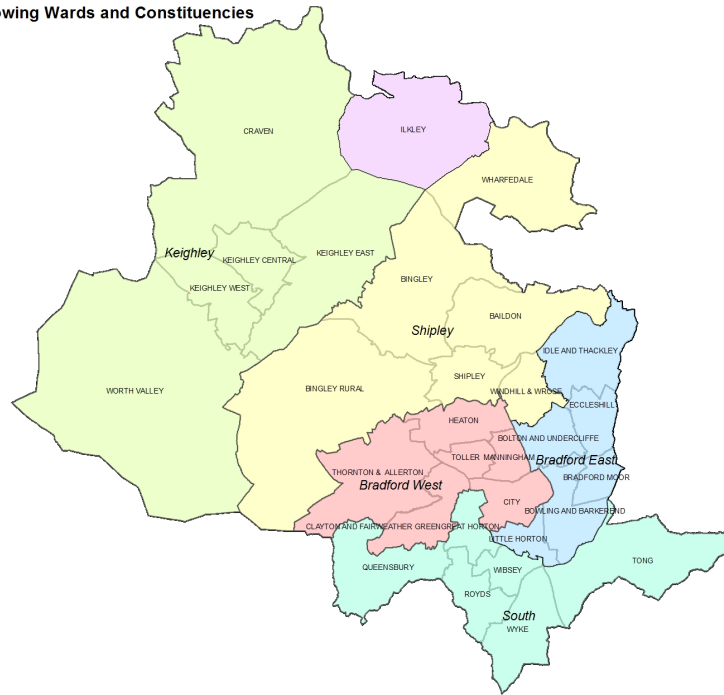 owing Wards and Constituencies
CRAVEN
ILKLEY
WHARFEDALE
Keighley
KEIGHLEY CENTRAL
KEIGHLEY EAST
KEIGHLEY WEST
BINGLEY
BAILDON
Shipley
IDLE AND THACKLEY
SHIPLEY
WORTH VALLEY
BINGLEY RURAL
WINDHILL & WROSE
ECCLESHILL
HEATON
BOLTON AND UNDERCLIFFE
TOLLER
MANNINGHAM
Bradford East
THORNTON & ALLERTON
BRADFORD MOOR
Bradford West
CITY
BOWLING AND BARKEREND
CLAYTON AND FAIRWEATHER GREEN
GREAT HORTON
LITTLE HORTON
QUEENSBURY
WIBSEY
TONG
ROYDS
South
WYKE